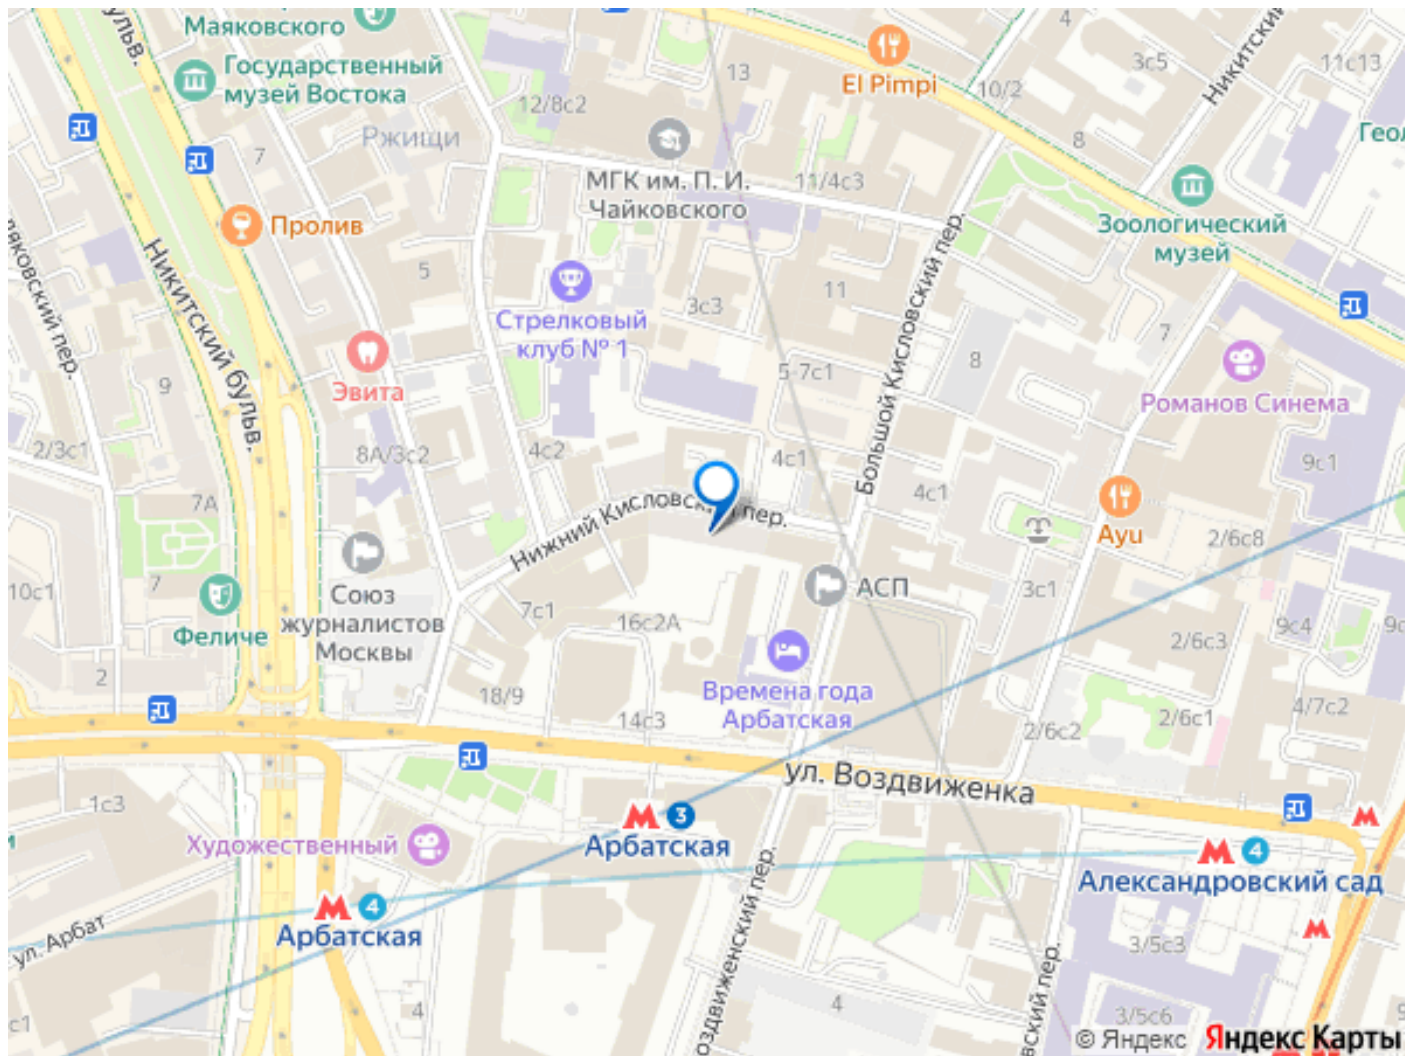 Маяковского
Государственный
музей Востока
Ржищи
7
12/8с2
13
El Pimpi
10/2
4
3с5
11с13
8
Никитский
МГК им. П. И.
Чайковского
11/4с3
Зоологический
музей
Пролив
5
Никитский бульв.
Стрелковый
клуб № 1
3с3
11
5-7с1
8
7
Большой Кисловский пер.
Романов Синема
9
Эвита
2/3с1
8А/3с2
4с2
4с1
4с1
9с1
7А
Нижний Кисловский пер.
Ayu
2/6с8
10с1
7
Феличе
Союз
журналистов
Москвы
7с1
16с2А
АСП
3с1
2/6с3
9с4
2
18/9
14с3
Времена года
Арбатская
2/6с2
2/6с1
4/7с2
ул. Воздвиженка
1с3
Художественный
3
Арбатская
4
Александровский сад
4
Арбатская
ул. Арбат
3/5с3
4
4
3/5с6
© Яндекс Яндекс Карты